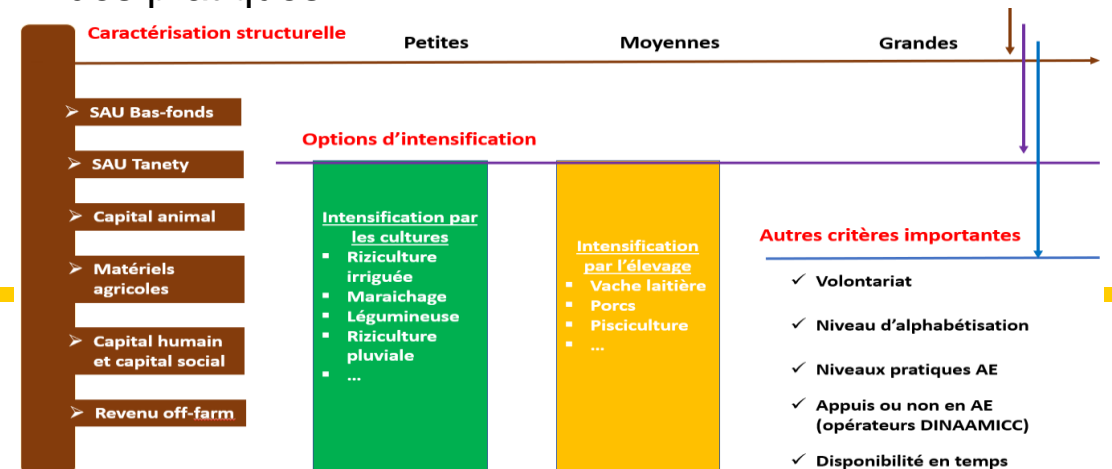 Caractérisation structurelle
Petites
Moyennes
Grandes
➢ SAU Bas-fonds
➢ SAU Tanety
➢ Capital animal
➢ Matériels
agricoles
➢ Capital humain
et capital social
➢ Revenu off-farm
Options d’intensification
Intensification par
les cultures
▪ Riziculture
irriguée
▪ Maraichage
▪ Légumineuse
▪ Riziculture
pluviale
▪ ...
Intensification
par l’élevage
▪ Vache laitière
▪ Porcs
▪ Pisciculture
▪ ...
Autres critères importantes
✓ Volontariat
✓ Niveau d’alphabétisation
✓ Niveaux pratiques AE
✓ Appuis ou non en AE
(opérateurs DINAAMICC)
✓ Disponibilité en temps